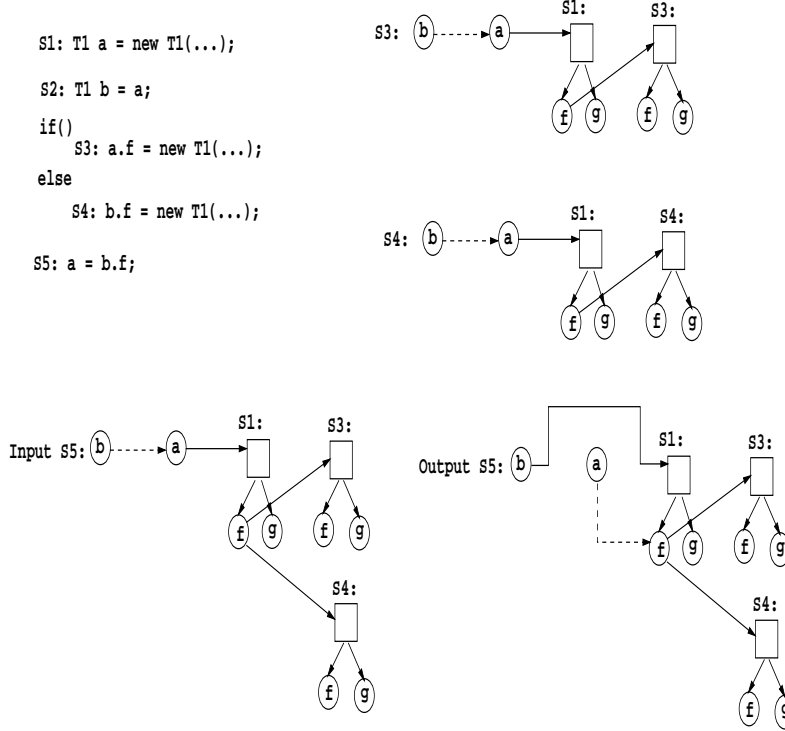 S1: T1 a = new T1(...);
S2: T1 b = a;
if()
S3: a.f = new T1(...);
else
S4: b.f = new T1(...);
S5: a = b.f;
S1: S3:
S3: b a
f g f g
S1: S4:
S4: b a
f g f g
S1: S3:
Input S5: b a
f g f g
S4:
f g
S1: S3:
Output S5: b a
f g f g
S4:
f g